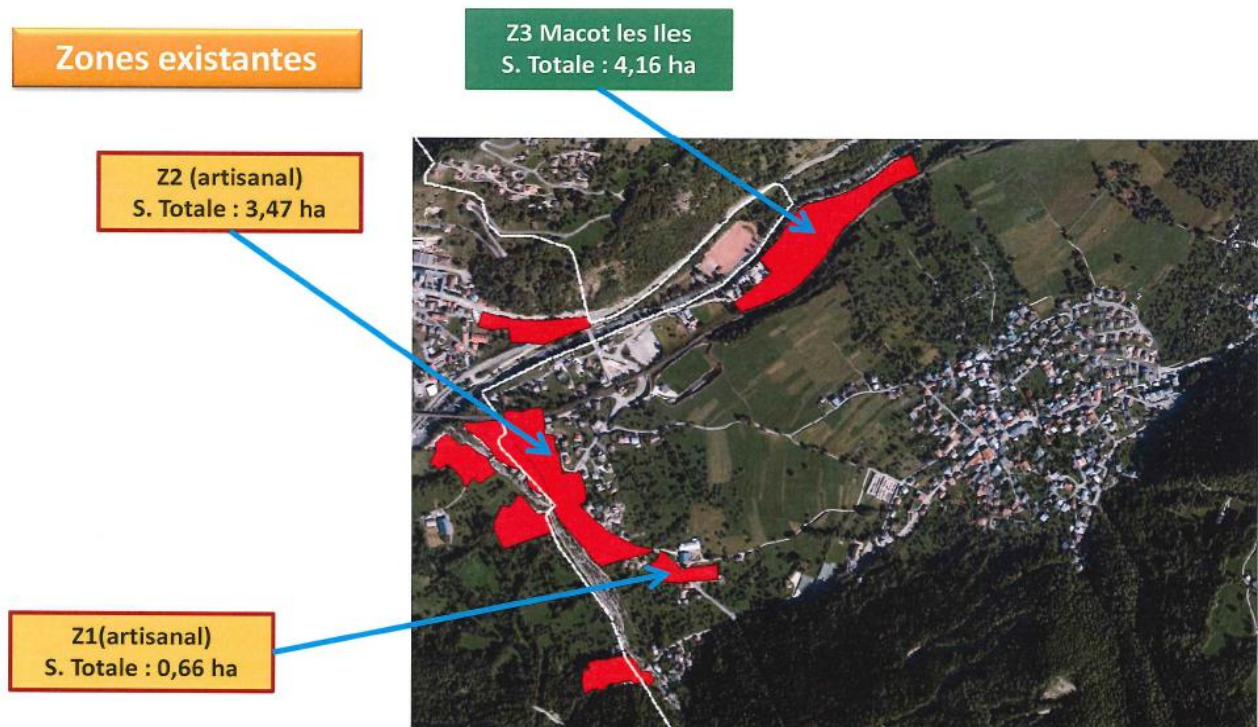 Zones existantes
Z3 Macot les Iles
S. Totale : 4,16 ha
Z2 (artisanal)
S. Totale : 3,47 ha
Z1(artisanal)
S. Totale : 0,66 ha